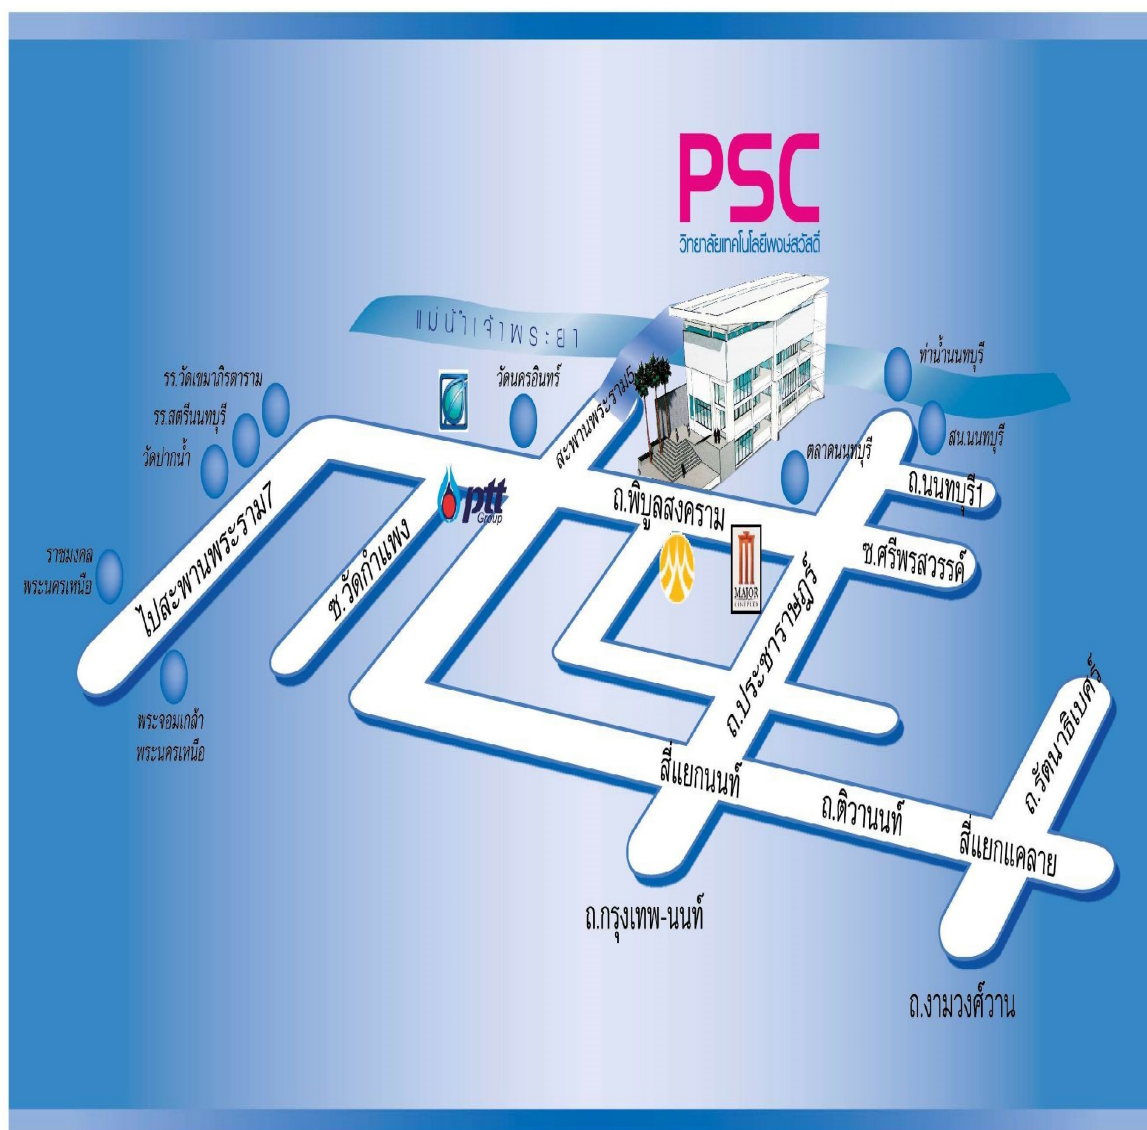 PSC
วิทยาลัยเทคโนโลยีพงษ์สวัสดิ์
แม่น้ำเจ้าพระยา
ท่าน้ำนนทบุรี
รร.วัดเขมาภิรตาราม
วัดนครอินทร์
รร.สตรีนนทบุรี
สะพานพระราม5
สน.นนทบุรี
วัดปากน้ำ
ตลาดนนทบุรี
ptt
Group
ถ.พิบูลสงคราม
ถ.นนทบุรี1
ราชมงคล
พระนครเหนือ
ไปสะพานพระราม7
ซ.วัดกำแพง
MAJOR
CINEPLEX
ซ.ศรีพรสวรรค์
ถ.ประชาราษฎร์
พระจอมเกล้า
พระนครเหนือ
สี่แยกนนท์
ถ.ติวานนท์
ถ.รัตนาธิเบศร์
สี่แยกแคลาย
ถ.กรุงเทพ-นนท์
ถ.งามวงศ์วาน